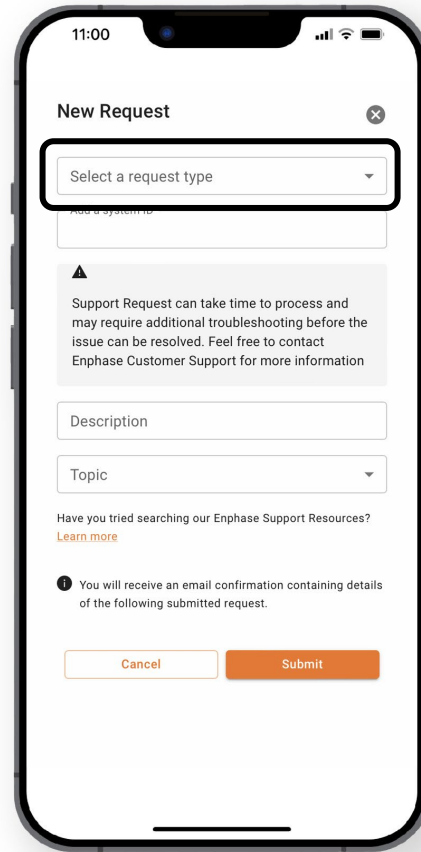 11:00
New Request
Select a request type
Add a system ID
Support Request can take time to process and
may require additional troubleshooting before the
issue can be resolved. Feel free to contact
Enphase Customer Support for more information
Description
Topic
Have you tried searching our Enphase Support Resources?
Learn more
You will receive an email confirmation containing details
of the following submitted request.
Cancel
Submit